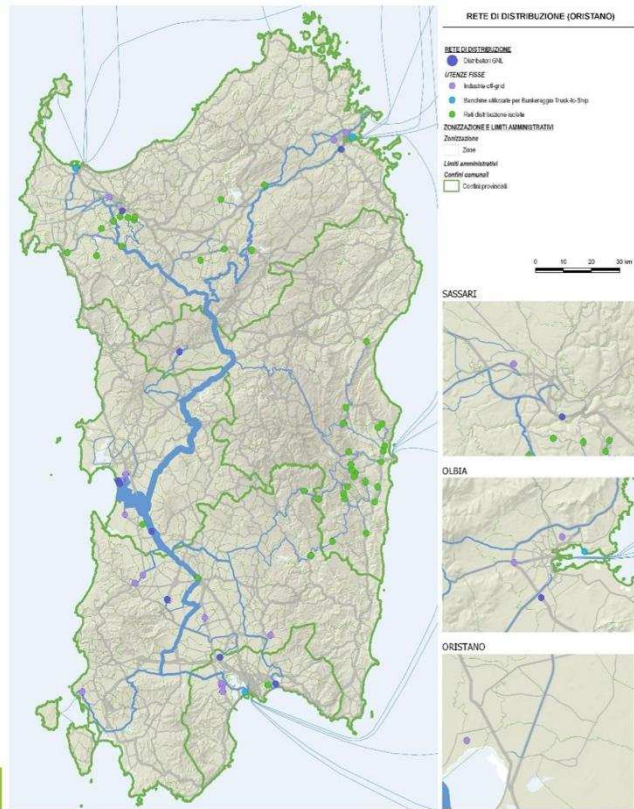 RETE DI DISTRIBUZIONE (ORISTANO)
RETE DI DISTRIBUZIONE
Distributori GNL
UTENZE FISSE
Industrie off-grid
Banchine utilizzate per Bunkeraggio Truck-to-Ship
Reti distribuzione isolate
ZONIZZAZIONE E LIMITI AMMINISTRATIVI
Zonizzazione
Zone
Limiti amministrativi
Confini comunali
Confini provinciali
0 10 20 30 km
SASSARI
OLBIA
ORISTANO